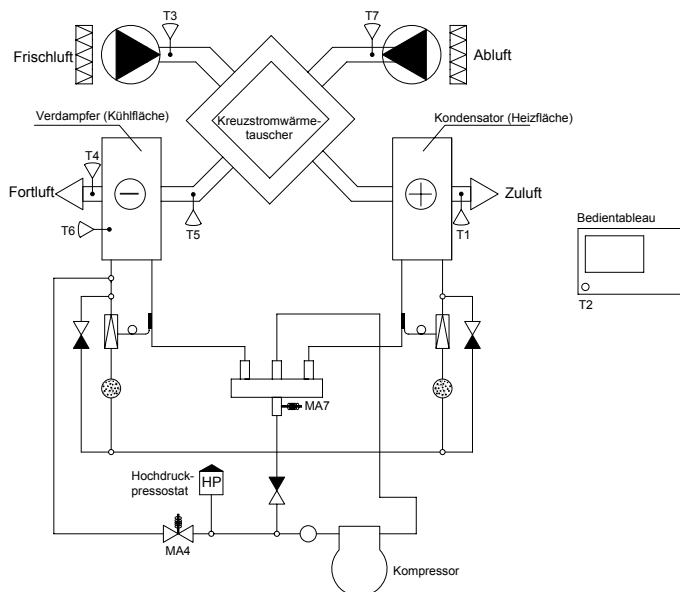 T3
T7
Frischluft
Abluft
Verdampfer (Kühlfläche)
Kreuzstromwärme-
tauscher
Kondensator (Heizfläche)
T4
Fortluft
Zuluft
T6
T5
T1
Bedientableau
T2
MA7
Hochdruck-
pressostat
HP
MA4
Kompressor